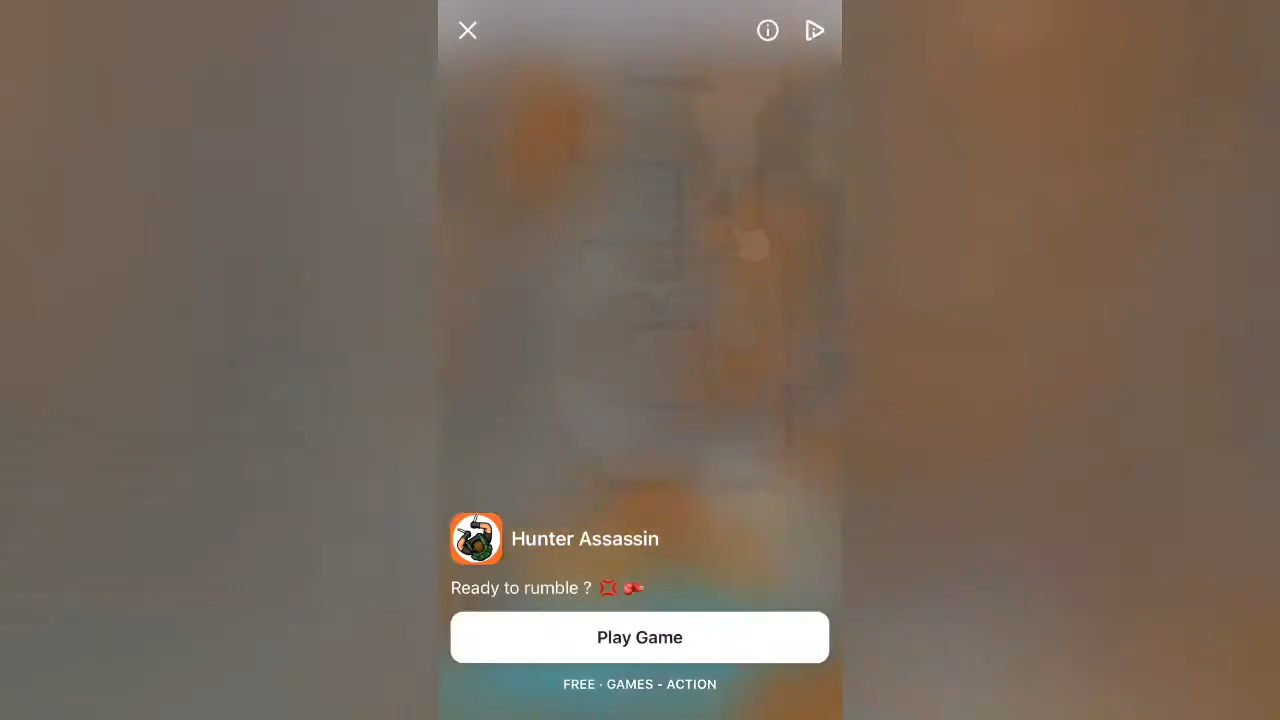 Hunter Assassin
Ready to rumble ? 💢 🥊
Play Game
FREE · GAMES - ACTION